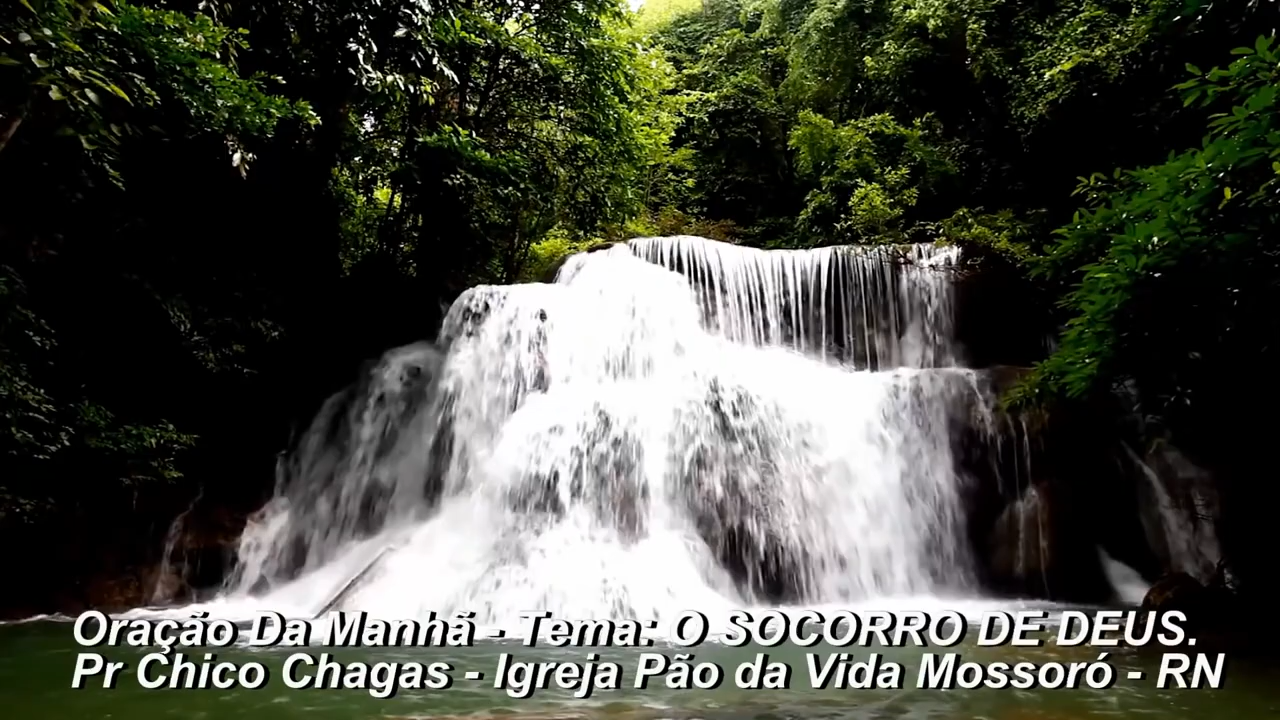 Oração Da Manhã - Tema: O SOCORRO DE DEUS.
Pr Chico Chagas - Igreja Pão da Vida Mossoró - RN